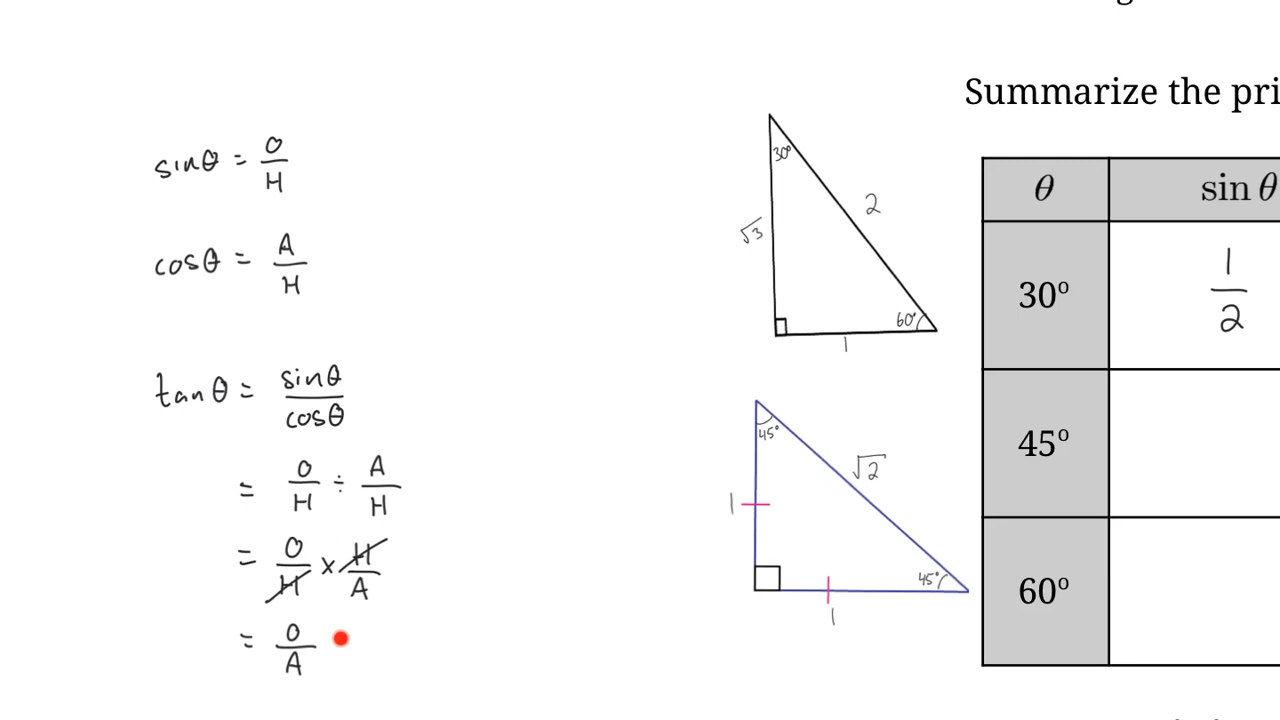 Summarize the pri
sinθ = O/H
cosθ = A/H
tanθ = sinθ/cosθ
= O/H ÷ A/H
= O/H × H/A
= O/A
30°
2
√3
60°
1
45°
√2
1
45°
1
θ sin θ
30° 1/2
45°
60°